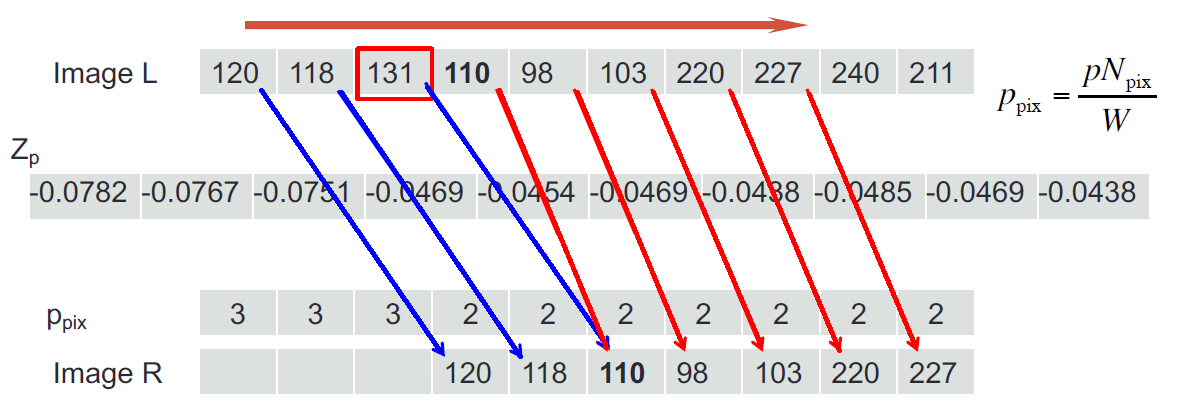 Image L 120 118 131 110 98 103 220 227 240 211
p_pix = pN_pix / W
Z_p
-0.0782 -0.0767 -0.0751 -0.0469 -0.0454 -0.0469 -0.0438 -0.0485 -0.0469 -0.0438
p_pix 3 3 3 2 2 2 2 2 2 2
Image R 120 118 110 98 103 220 227